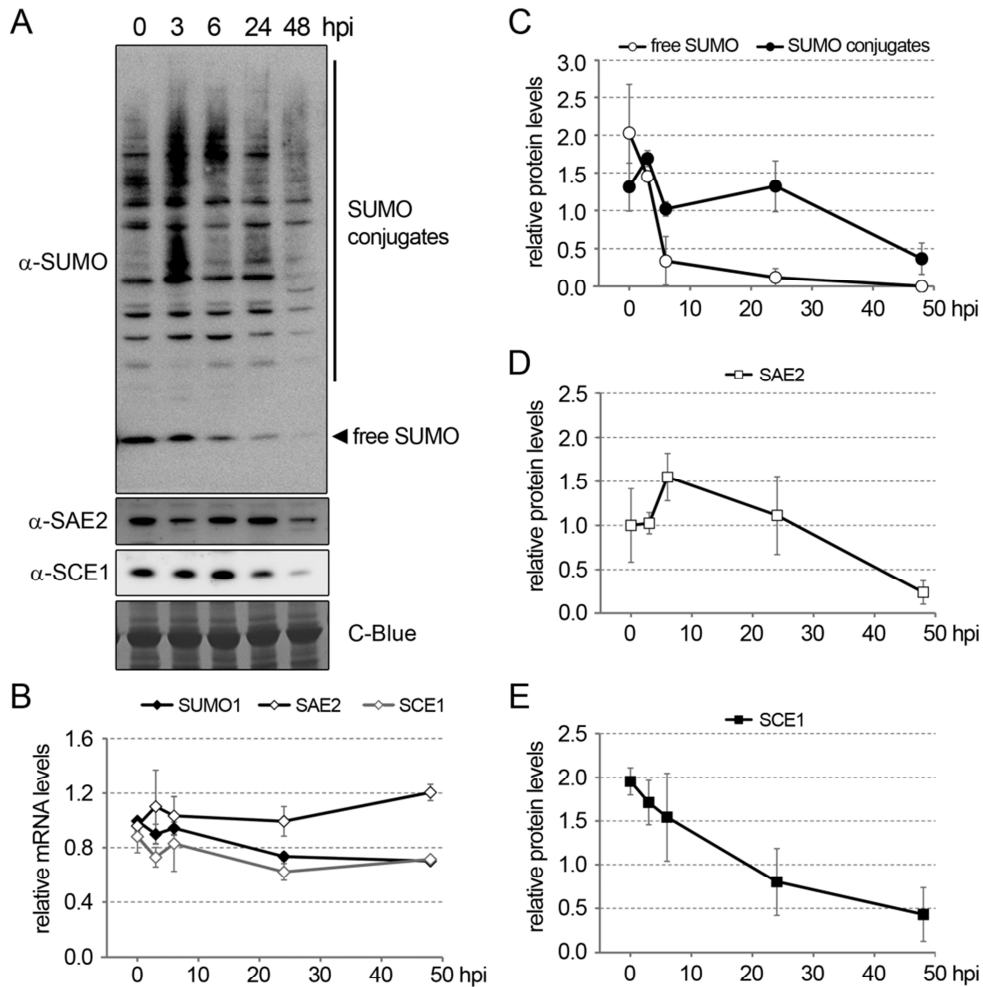 A
0 3 6 24 48 hpi
α-SUMO
SUMO
conjugates
free SUMO
α-SAE2
α-SCE1
C-Blue
B
SUMO1 SAE2 SCE1
relative mRNA levels
1.6
1.2
0.8
0.4
0.0
0 10 20 30 40 50 hpi
C
free SUMO SUMO conjugates
relative protein levels
3.0
2.5
2.0
1.5
1.0
0.5
0.0
0 10 20 30 40 50 hpi
D
SAE2
relative protein levels
2.5
2.0
1.5
1.0
0.5
0.0
0 10 20 30 40 50 hpi
E
SCE1
relative protein levels
2.5
2.0
1.5
1.0
0.5
0.0
0 10 20 30 40 50 hpi